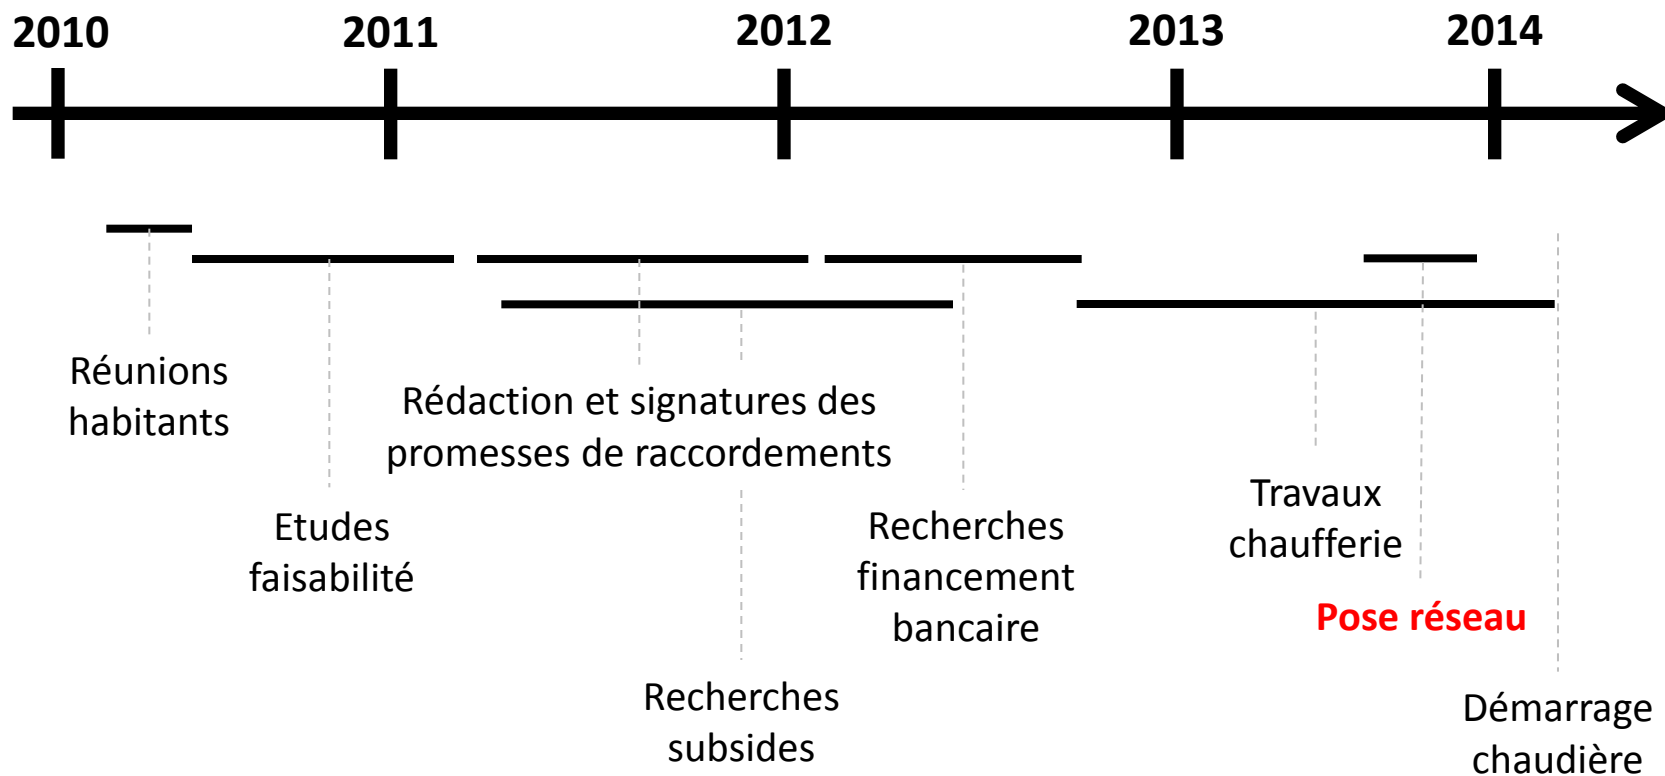 2010
2011
2012
2013
2014
Réunions
habitants
Rédaction et signatures des
promesses de raccordements
Etudes
faisabilité
Recherches
financement
bancaire
Travaux
chaufferie
Pose réseau
Recherches
subsides
Démarrage
chaudière